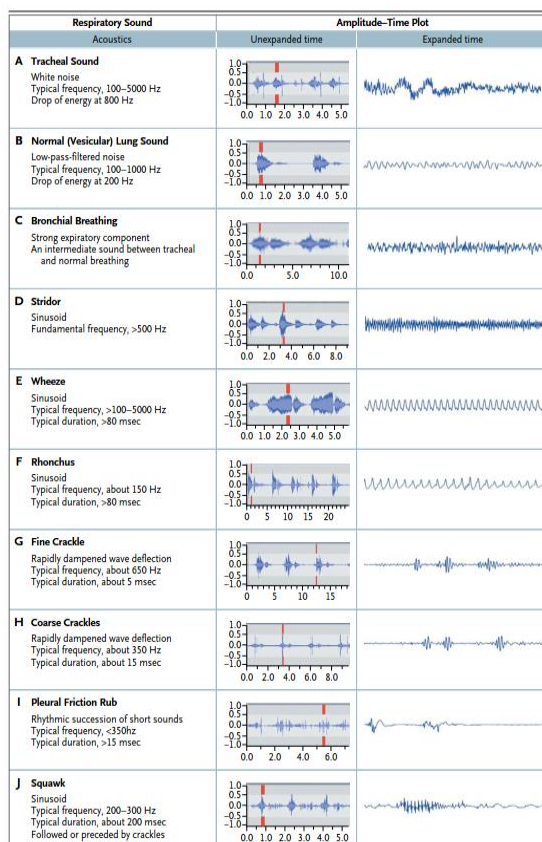 Respiratory Sound
Amplitude–Time Plot
Acoustics
Unexpanded time
Expanded time
A Tracheal Sound
White noise
Typical frequency, 100–5000 Hz
Drop of energy at 800 Hz
1.0
0.5
0.0
−0.5
−1.0
0.0 1.0 2.0 3.0 4.0 5.0
B Normal (Vesicular) Lung Sound
Low-pass-filtered noise
Typical frequency, 100–1000 Hz
Drop of energy at 200 Hz
1.0
0.5
0.0
−0.5
−1.0
0.0 1.0 2.0 3.0 4.0 5.0
C Bronchial Breathing
Strong expiratory component
An intermediate sound between tracheal
and normal breathing
1.0
0.5
0.0
−0.5
−1.0
0.0 5.0 10.0
D Stridor
Sinusoid
Fundamental frequency, >500 Hz
1.0
0.5
0.0
−0.5
−1.0
0.0 2.0 4.0 6.0 8.0
E Wheeze
Sinusoid
Typical frequency, >100–5000 Hz
Typical duration, >80 msec
1.0
0.5
0.0
−0.5
−1.0
0.0 1.0 2.0 3.0 4.0 5.0
F Rhonchus
Sinusoid
Typical frequency, about 150 Hz
Typical duration, >80 msec
1.0
0.5
0.0
−0.5
−1.0
0 5 10 15 20
G Fine Crackle
Rapidly dampened wave deflection
Typical frequency, about 650 Hz
Typical duration, about 5 msec
1.0
0.5
0.0
−0.5
−1.0
0 5 10 15
H Coarse Crackles
Rapidly dampened wave deflection
Typical frequency, about 350 Hz
Typical duration, about 15 msec
1.0
0.5
0.0
−0.5
−1.0
0.0 2.0 4.0 6.0 8.0
I Pleural Friction Rub
Rhythmic succession of short sounds
Typical frequency, <350hz
Typical duration, >15 msec
1.0
0.5
0.0
−0.5
−1.0
0.0 2.0 4.0 6.0
J Squawk
Sinusoid
Typical frequency, 200–300 Hz
Typical duration, about 200 msec
Followed or preceded by crackles
1.0
0.5
0.0
−0.5
−1.0
0.0 1.0 2.0 3.0 4.0 5.0